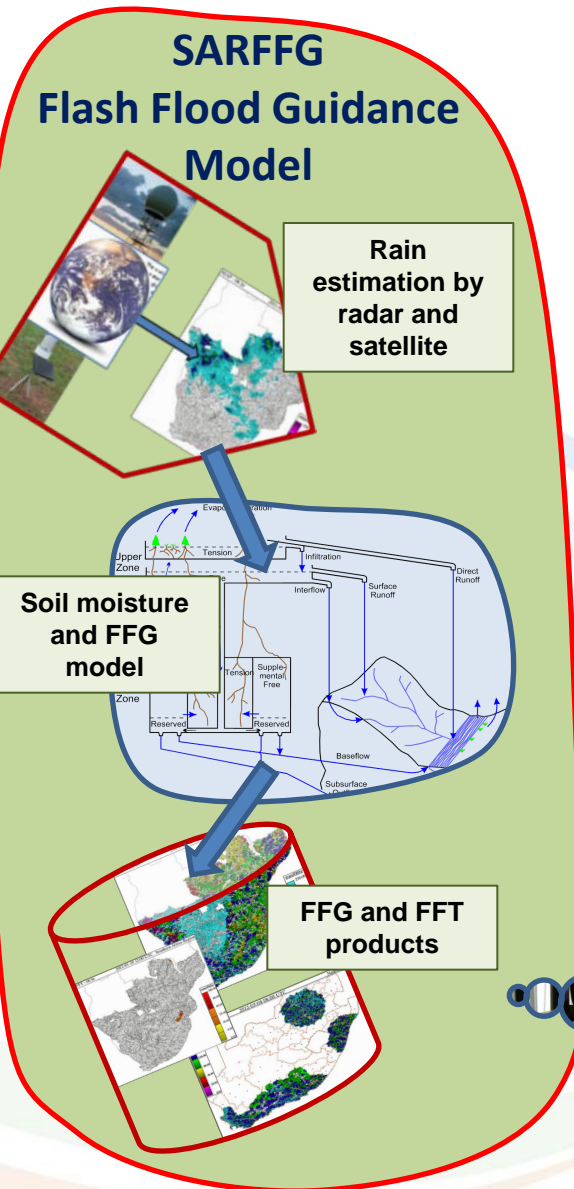 SARFFG
Flash Flood Guidance
Model
Rain
estimation by
radar and
satellite
Upper
Zone
Tension
Infiltration
Direct
Runoff
Interflow
Surface
Runoff
Soil moisture
and FFG
model
Tension
Supple-
mental
Free
Zone
Reserved
Reserved
Baseflow
Subsurface
FFG and FFT
products